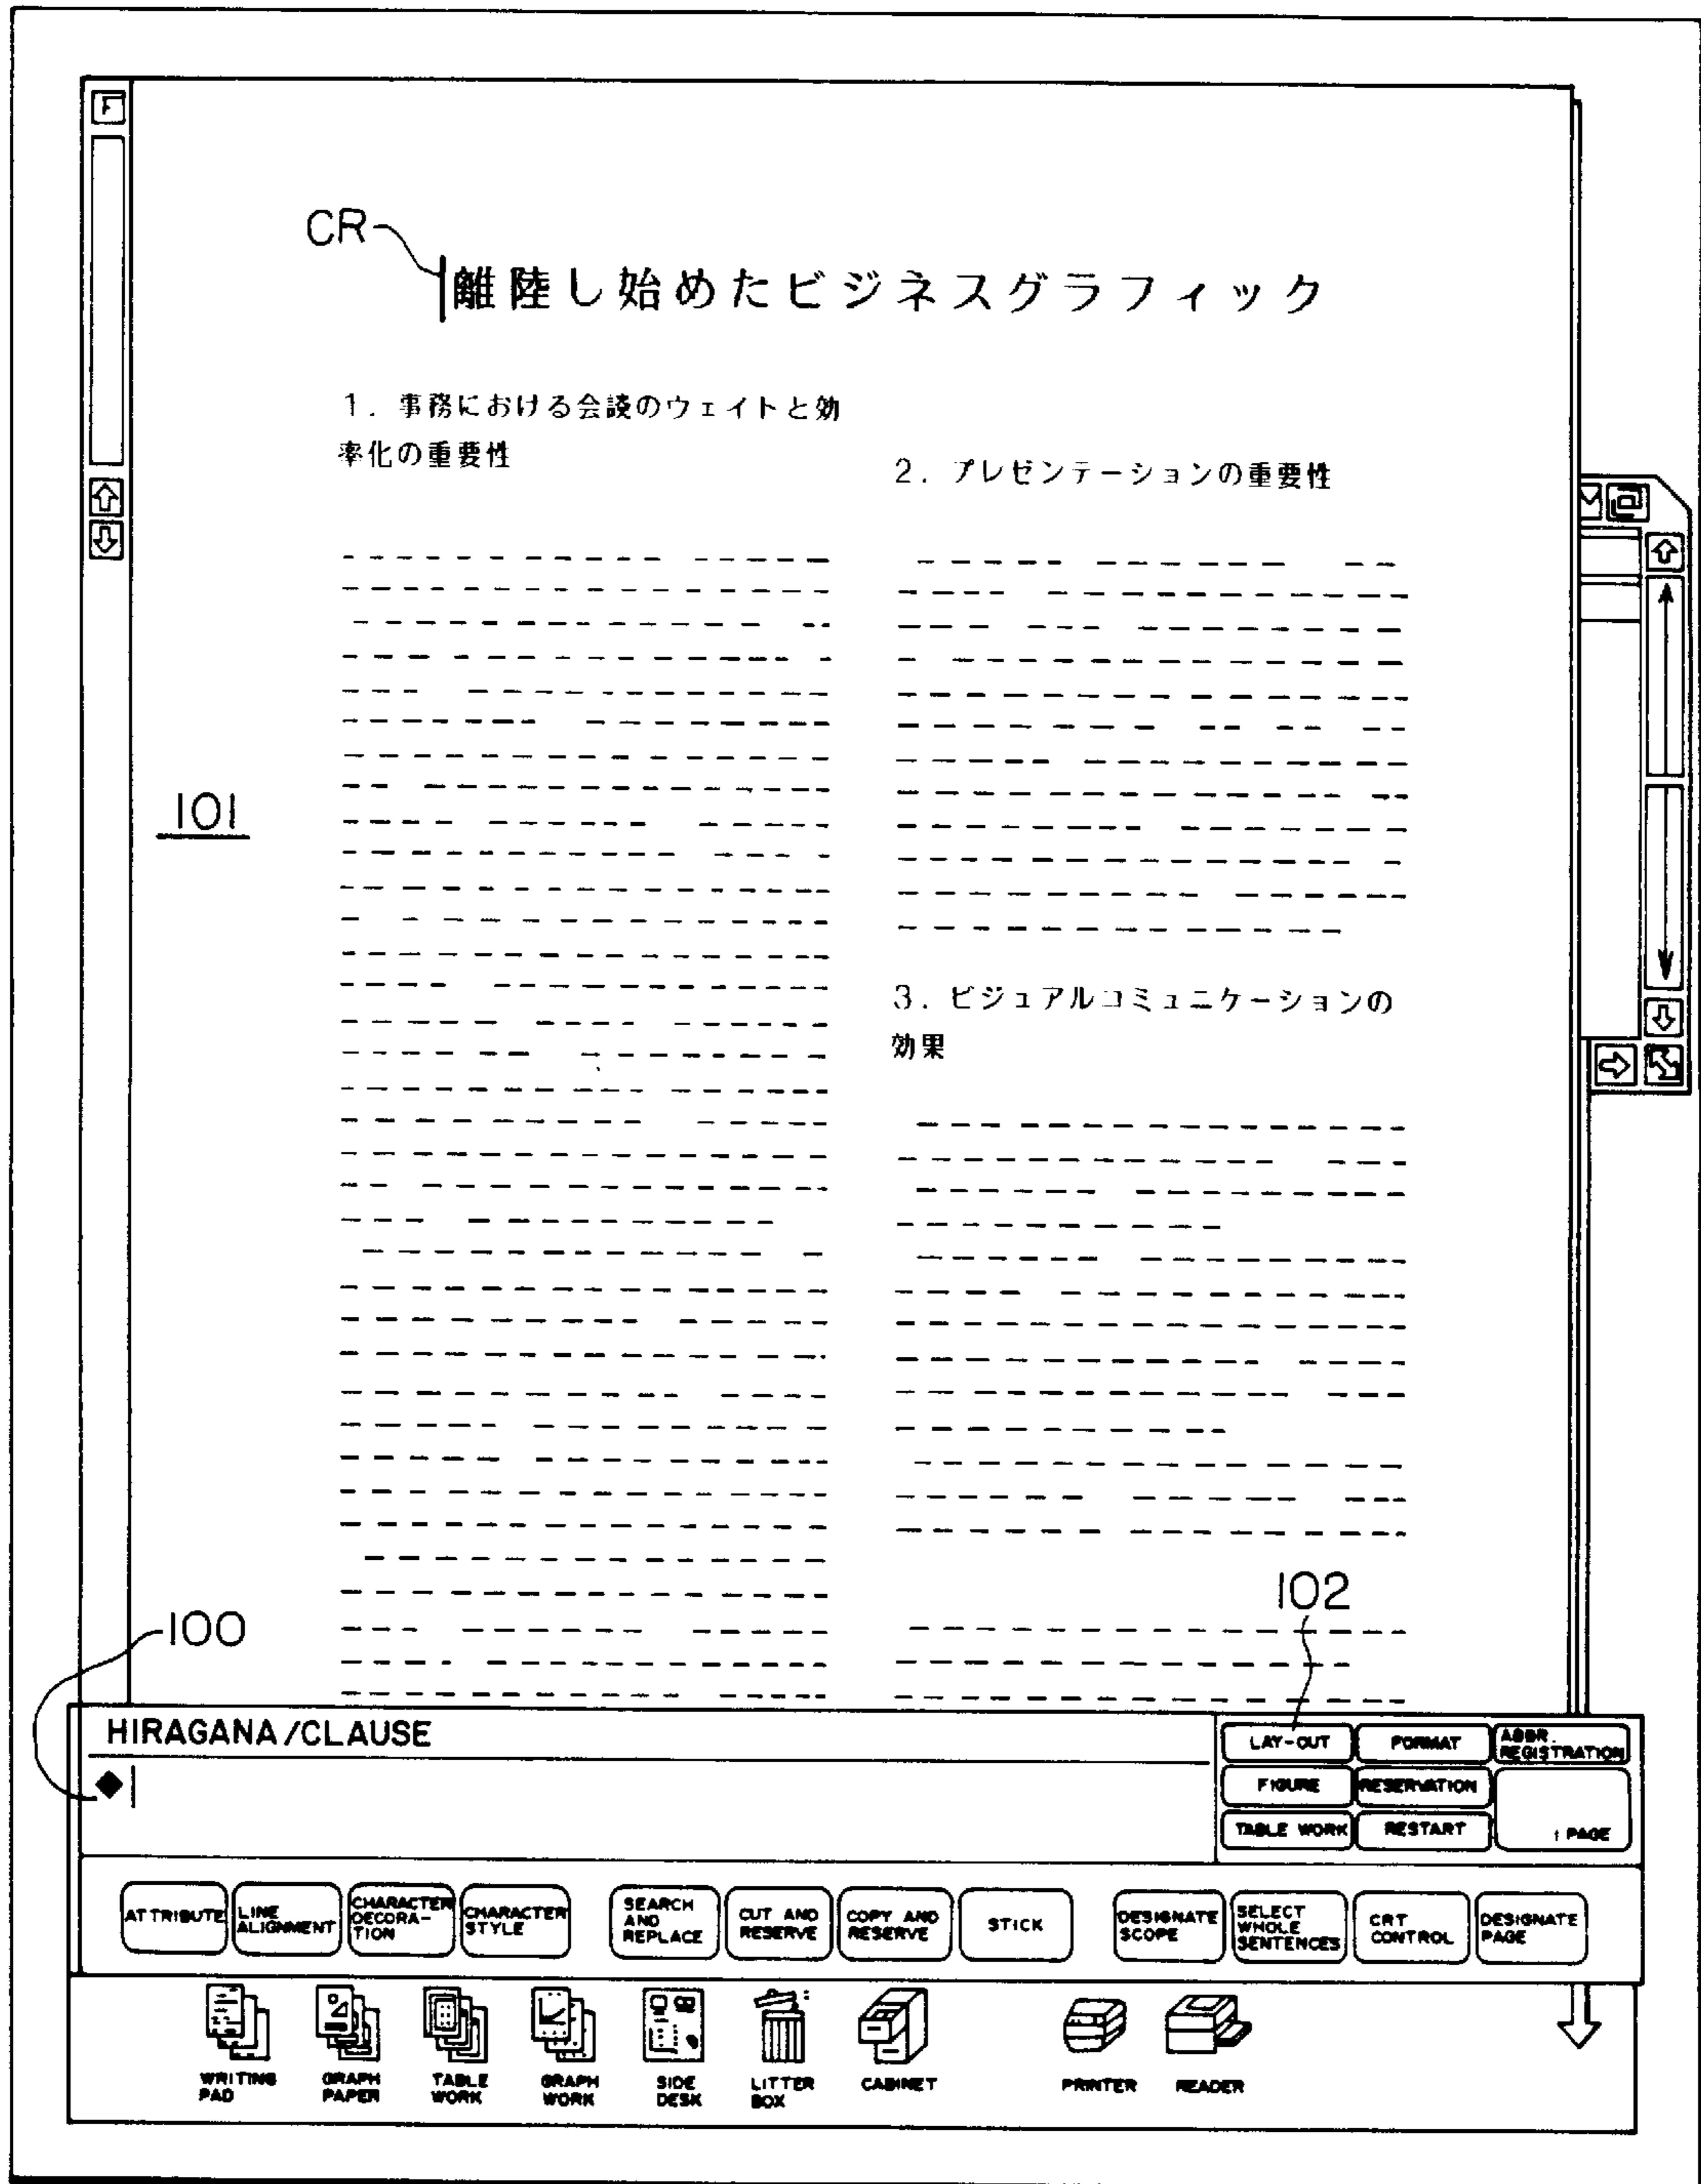 F
CR
離陸し始めたビジネスグラフィック
1. 事務における会議のウェイトと効
率化の重要性
2. プレゼンテーションの重要性
101
3. ビジュアルコミュニケーションの
効果
102
100
HIRAGANA/CLAUSE
LAY-OUT
FORMAT
ABBR.
REGISTRATION
FIGURE
RESERVATION
TABLE WORK
RESTART
1 PAGE
ATTRIBUTE
LINE
ALIGNMENT
CHARACTER
DECORA-
TION
CHARACTER
STYLE
SEARCH
AND
REPLACE
CUT AND
RESERVE
COPY AND
RESERVE
STICK
DESIGNATE
SCOPE
SELECT
WHOLE
SENTENCES
CRT
CONTROL
DESIGNATE
PAGE
WRITING
PAD
GRAPH
PAPER
TABLE
WORK
GRAPH
WORK
SIDE
DESK
LITTER
BOX
CABINET
PRINTER
READER